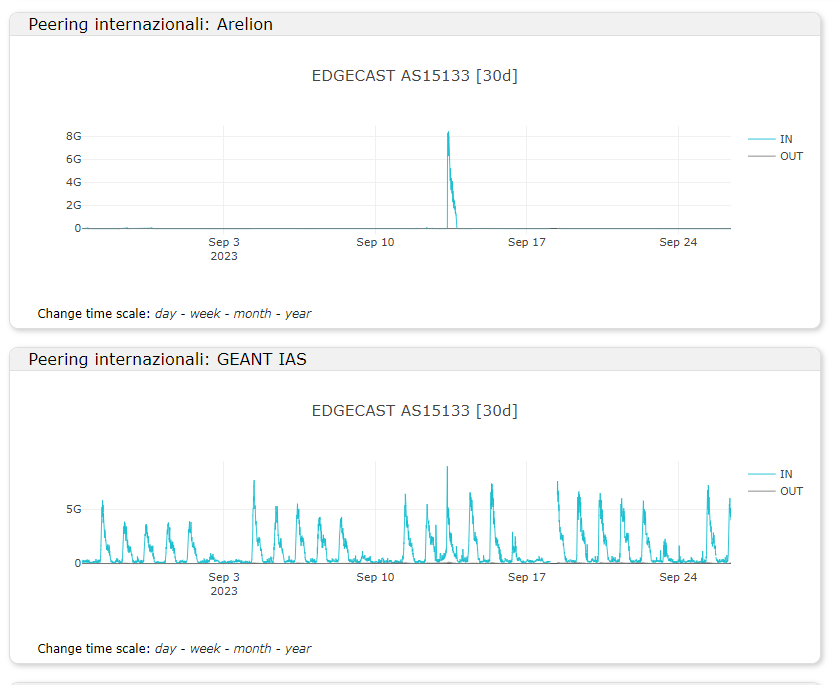 Peering internazionali: Arelion
EDGECAST AS15133 [30d]
8G
6G
4G
2G
0
IN
OUT
Sep 3
2023
Sep 10
Sep 17
Sep 24
Change time scale: day - week - month - year
Peering internazionali: GEANT IAS
EDGECAST AS15133 [30d]
5G
0
IN
OUT
Sep 3
2023
Sep 10
Sep 17
Sep 24
Change time scale: day - week - month - year